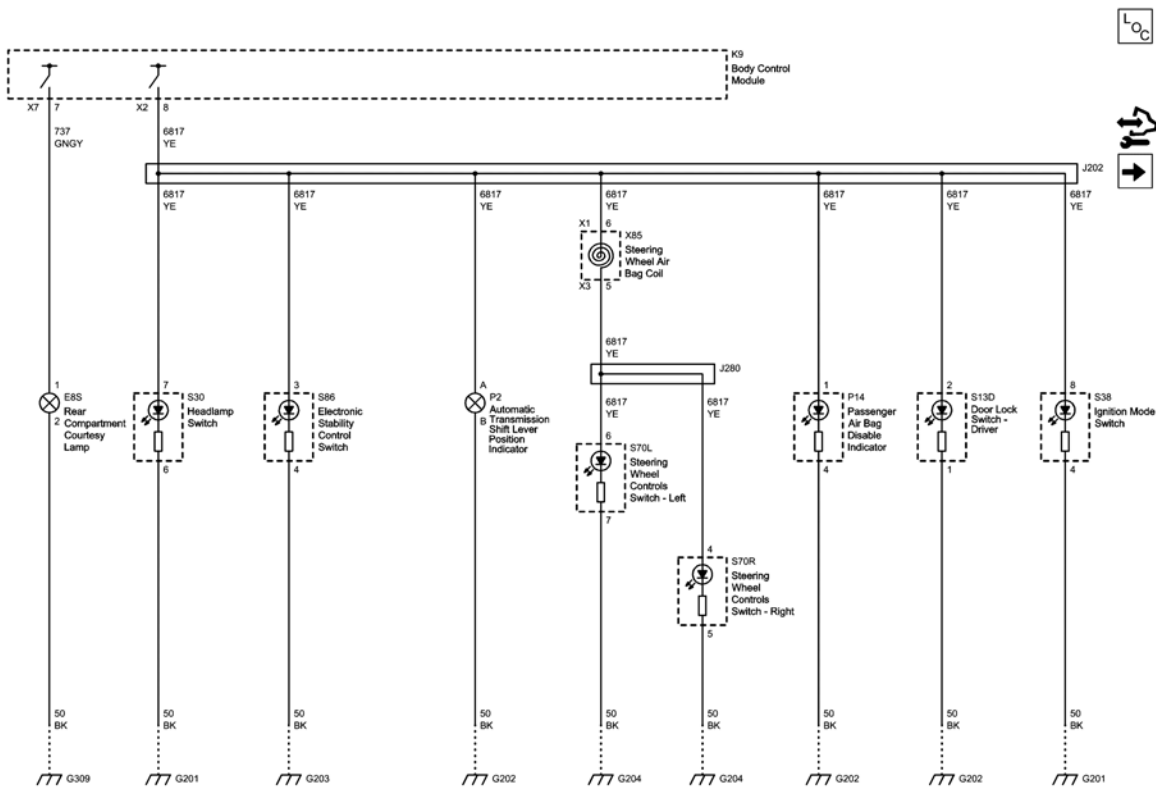 LOC
K9
Body Control
Module
X7 7
X2 8
737
GNGY
6817
YE
J202
6817
YE
6817
YE
6817
YE
6817
YE
6817
YE
6817
YE
6817
YE
X1 6
X85
Steering
Wheel Air
Bag Coil
X3 5
6817
YE
J280
6817
YE
6817
YE
1
E8S
Rear
Compartment
Courtesy
Lamp
2
7
S30
Headlamp
Switch
6
3
S86
Electronic
Stability
Control
Switch
4
A
P2
Automatic
Transmission
Shift Lever
Position
Indicator
B
6
S70L
Steering
Wheel
Controls
Switch - Left
7
4
S70R
Steering
Wheel
Controls
Switch - Right
5
1
P14
Passenger
Air Bag
Disable
Indicator
4
2
S13D
Door Lock
Switch -
Driver
1
8
S38
Ignition Mode
Switch
4
50
BK
50
BK
50
BK
50
BK
50
BK
50
BK
50
BK
50
BK
50
BK
G309
G201
G203
G202
G204
G204
G202
G202
G201